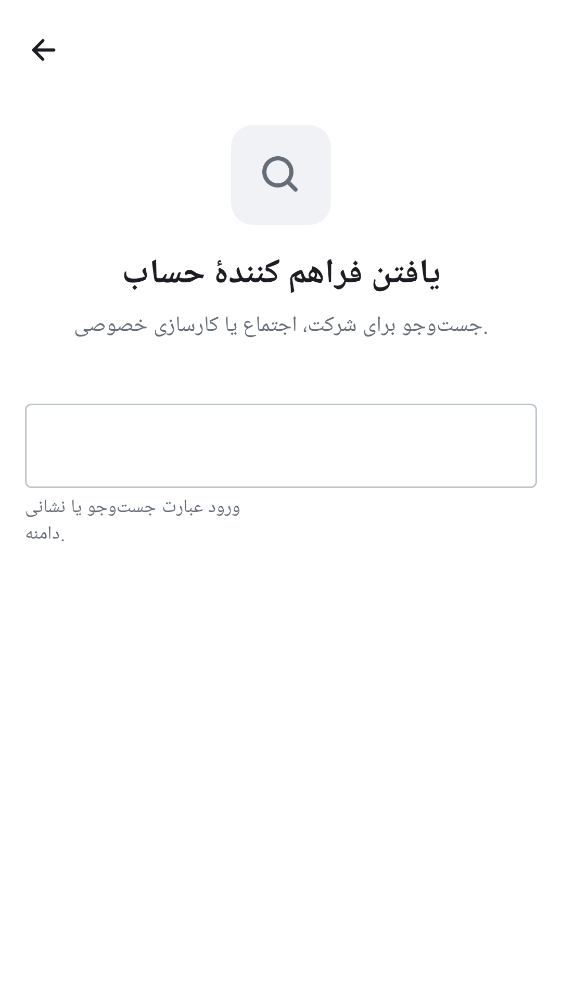 یافتن فراهم کنندهٔ حساب
جست‌وجو برای شرکت، اجتماع یا کارسازی خصوصی.
ورود عبارت جست‌وجو یا نشانی
دامنه.